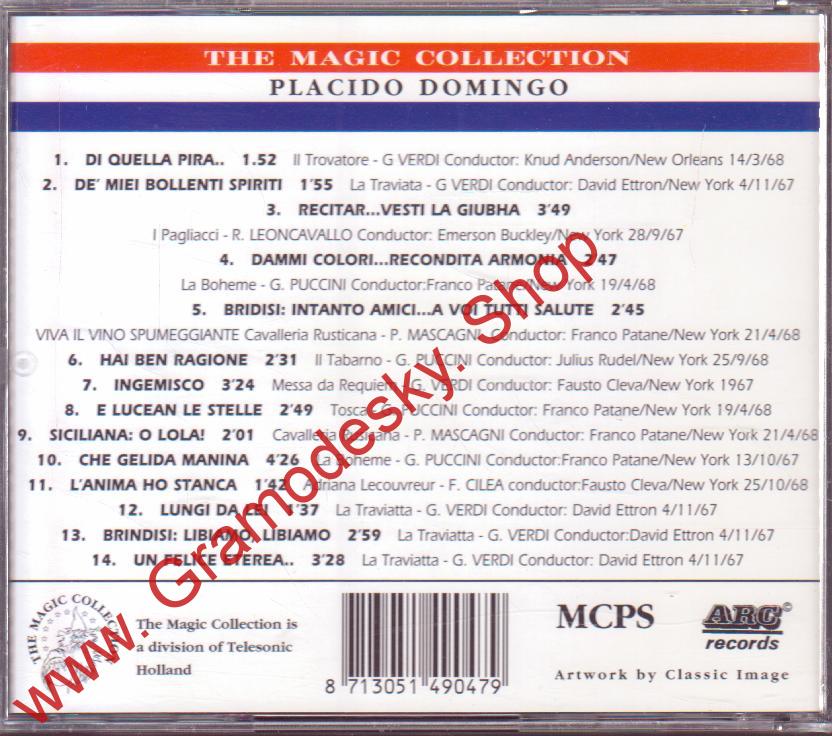 THE MAGIC COLLECTION
PLACIDO DOMINGO
1. DI QUELLA PIRA.. 1.52 Il Trovatore - G VERDI Conductor: Knud Anderson/New Orleans 14/3/68
2. DE' MIEI BOLLENTI SPIRITI 1'55 La Traviata - G VERDI Conductor: David Ettron/New York 4/11/67
3. RECITAR...VESTI LA GIUBHA 3'49
I Pagliacci - R. LEONCAVALLO Conductor: Emerson Buckley/New York 28/9/67
4. DAMMI COLORI...RECONDITA ARMONIA 2'47
La Boheme - G. PUCCINI Conductor:Franco Patane/New York 19/4/68
5. BRIDISI: INTANTO AMICI...A VOI TUTTI SALUTE 2'45
VIVA IL VINO SPUMEGGIANTE Cavalleria Rusticana - P. MASCAGNI Conductor: Franco Patane/New York 21/4/68
6. HAI BEN RAGIONE 2'31 Il Tabarno - G. PUCCINI Conductor: Julius Rudel/New York 25/9/68
7. INGEMISCO 3'24 Messa da Requiem - G. VERDI Conductor: Fausto Cleva/New York 1967
8. E LUCEAN LE STELLE 2'49 Tosca - G. PUCCINI Conductor: Franco Patane/New York 19/4/68
9. SICILIANA: O LOLA! 2'01 Cavalleria Rusticana - P. MASCAGNI Conductor: Franco Patane/New York 21/4/68
10. CHE GELIDA MANINA 4'26 La Boheme - G. PUCCINI Conductor:Franco Patane/New York 13/10/67
11. L'ANIMA HO STANCA 1'42 Adriana Lecouvreur - F. CILEA conductor:Fausto Cleva/New York 25/10/68
12. LUNGI DA LEI 1'37 La Traviatta - G. VERDI Conductor: David Ettron 4/11/67
13. BRINDISI: LIBIAMO, LIBIAMO 2'59 La Traviatta - G. VERDI Conductor:David Ettron 4/11/67
14. UN FELICE ETEREA.. 3'28 La Traviatta - G. VERDI Conductor: David Ettron 4/11/67
THE MAGIC COLLECTION
The Magic Collection is
a division of Telesonic
Holland
8 713051 490479
MCPS
ARC©
records
Artwork by Classic Image
www. Gramodesky. Shop